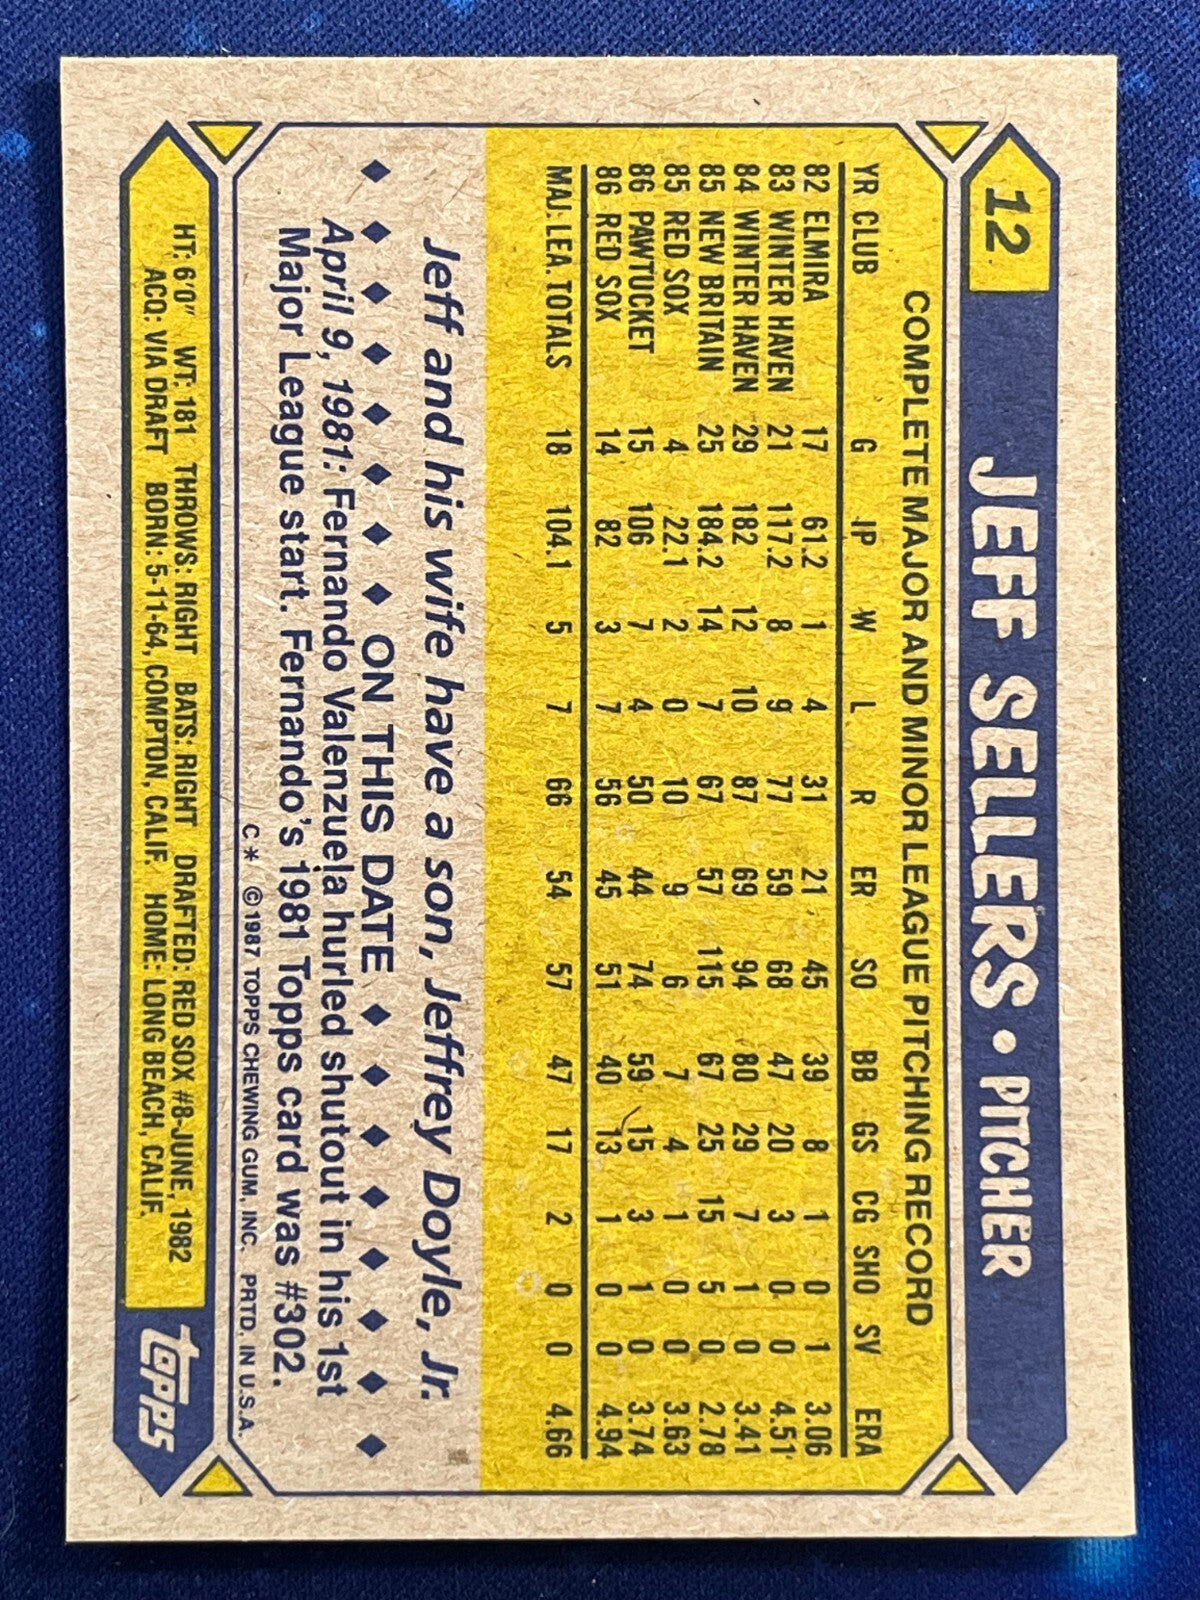 12
JEFF SELLERS • PITCHER
COMPLETE MAJOR AND MINOR LEAGUE PITCHING RECORD
YR CLUB G IP W L R ER SO BB GS CG SHO SV ERA
82 ELMIRA 17 61.2 1 4 31 21 45 39 8 1 0 1 3.06
83 WINTER HAVEN 21 117.2 8 9 77 59 68 47 20 3 0 0 4.51
84 WINTER HAVEN 29 182 12 10 87 69 94 80 29 7 1 0 3.41
85 NEW BRITAIN 25 184.2 14 7 67 57 115 67 25 15 5 0 2.78
85 RED SOX 4 22.1 2 0 10 9 6 7 4 1 0 0 3.63
86 PAWTUCKET 15 106 7 4 50 44 74 59 15 3 1 0 3.74
86 RED SOX 14 82 3 7 56 45 51 40 13 1 0 0 4.94
MAJ. LEA. TOTALS 18 104.1 5 7 66 54 57 47 17 2 0 0 4.66
Jeff and his wife have a son, Jeffrey Doyle, Jr.
ON THIS DATE
April 9, 1981: Fernando Valenzuela hurled shutout in his 1st
Major League start. Fernando's 1981 Topps card was #302.
C* © 1987 TOPPS CHEWING GUM, INC. PRTD. IN U.S.A.
HT: 6'0" WT: 181 THROWS: RIGHT BATS: RIGHT DRAFTED: RED SOX #8-JUNE, 1982
ACQ: VIA DRAFT BORN: 5-11-64, COMPTON, CALIF. HOME: LONG BEACH, CALIF.
topps